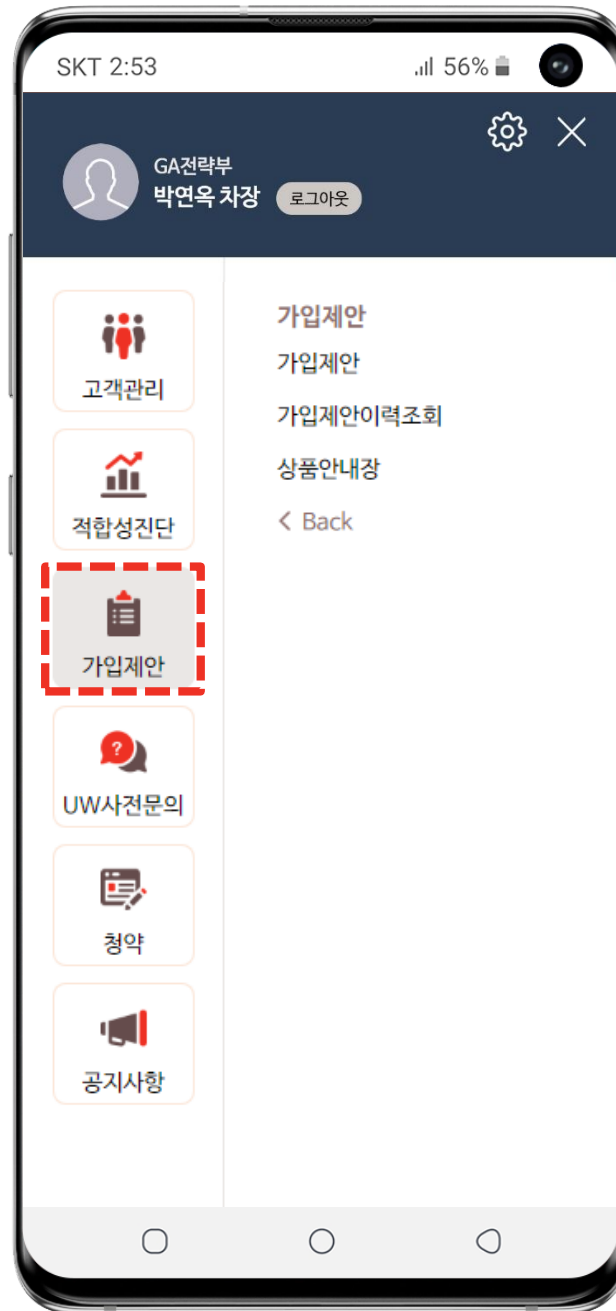 SKT 2:53 56%
GA전략부
박연옥 차장 로그아웃
고객관리
적합성진단
가입제안
UW사전문의
청약
공지사항
가입제안
가입제안
가입제안이력조회
상품안내장
< Back